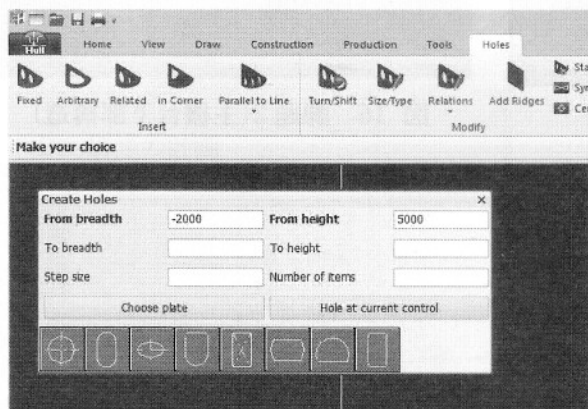 Hull
Home View Draw Construction Production Tools Holes
Fixed Arbitrary Related in Corner Parallel to Line Turn/Shift Size/Type Relations Add Ridges
Insert Modify
Make your choice
Create Holes
From breadth -2000 From height 5000
To breadth To height
Step size Number of items
Choose plate Hole at current control